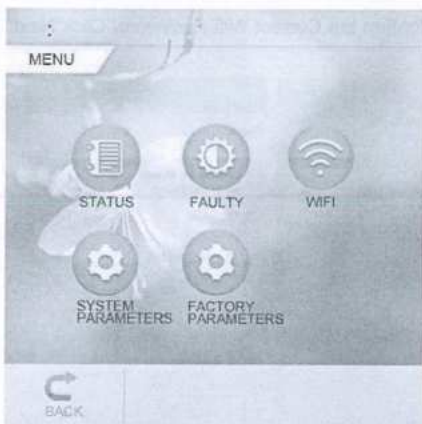 :
MENU
STATUS
FAULTY
WIFI
SYSTEM
PARAMETERS
FACTORY
PARAMETERS
BACK